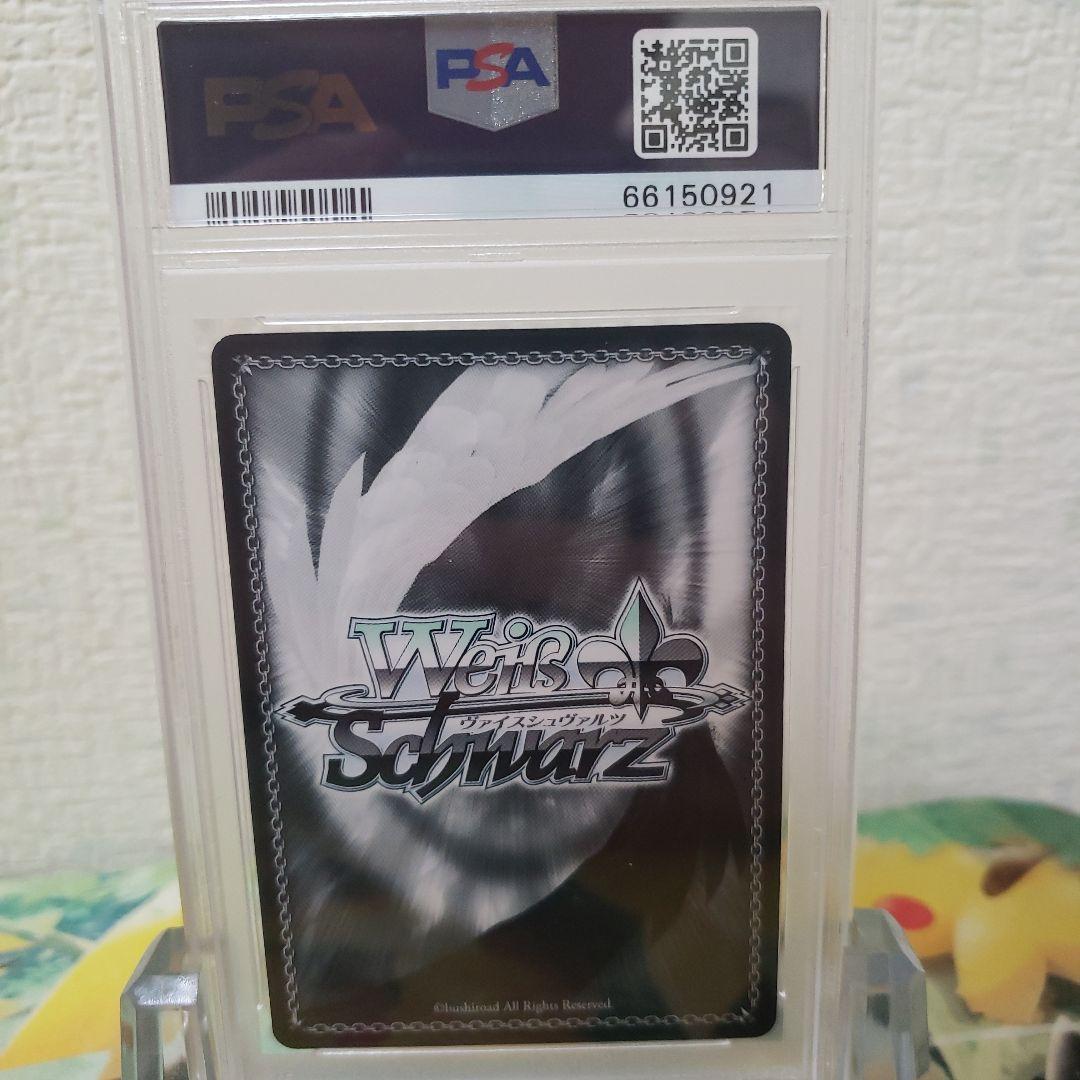 PSA
PSA
66150921
Weiß
ヴァイスシュヴァルツ
Schwarz
©bushiroad All Rights Reserved